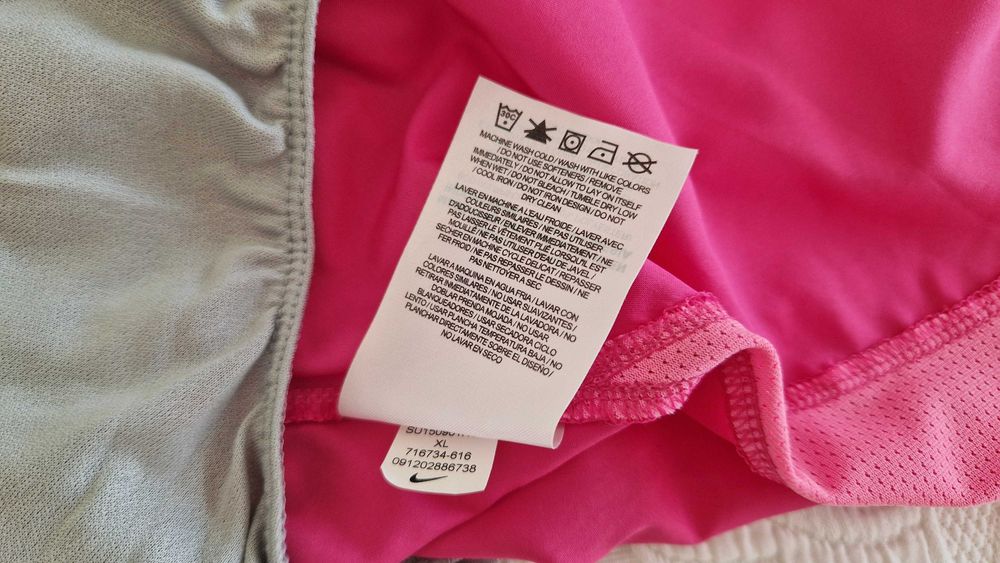 30C
MACHINE WASH COLD / WASH WITH LIKE COLORS
/ DO NOT USE SOFTENERS / REMOVE
IMMEDIATELY / DO NOT ALLOW TO LAY ON ITSELF
WHEN WET / DO NOT BLEACH / TUMBLE DRY LOW
/ COOL IRON / DO NOT IRON DESIGN / DO NOT
DRY CLEAN
LAVER EN MACHINE A L'EAU FROIDE / LAVER AVEC
COULEURS SIMILAIRES / NE PAS UTILISER
D'ADOUCISSEUR / ENLEVER IMMEDIATEMENT / NE
PAS LAISSER LE VÊTEMENT PLIÉ LORSQU'IL EST
MOUILLÉ / NE PAS UTILISER D'EAU DE JAVEL /
SECHER EN MACHINE CYCLE DELICAT / REPASSER
FER FROID / NE PAS REPASSER LE DESSIN / NE
PAS NETTOYER A SEC
LAVAR A MAQUINA EN AGUA FRIA / LAVAR CON
COLORES SIMILARES / NO USAR SUAVIZANTES /
RETIRAR INMEDIATAMENTE DE LA LAVADORA / NO
DOBLAR PRENDA MOJADA / NO USAR
BLANQUEADORES / USAR SECADORA CICLO
LENTO / USAR PLANCHA TEMPERATURA BAJA / NO
PLANCHAR DIRECTAMENTE SOBRE EL DISEÑO /
NO LAVAR EN SECO
XL
716734-616
091202886738